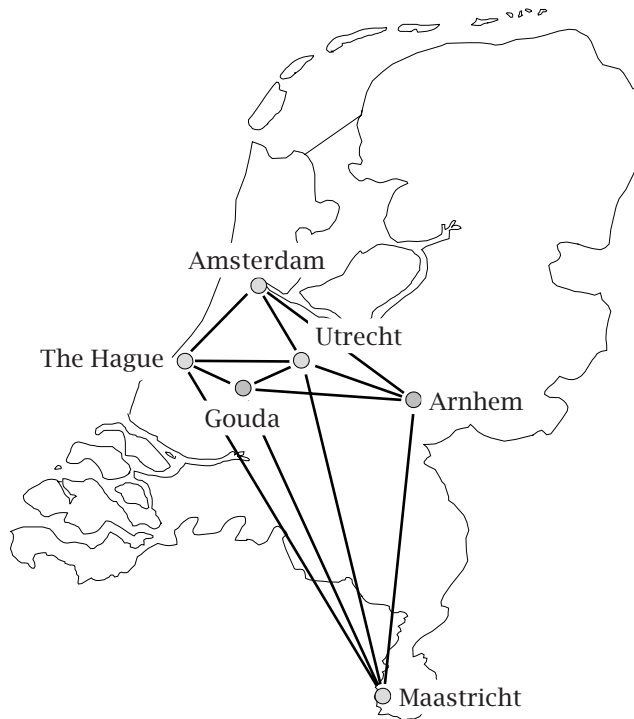 Amsterdam
Utrecht
The Hague
Arnhem
Gouda
Maastricht